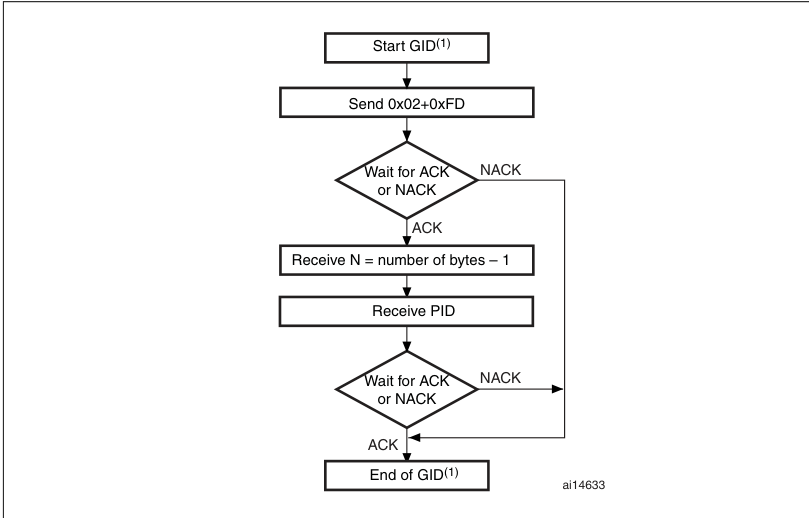 Start GID(1)
Send 0x02+0xFD
Wait for ACK
or NACK
NACK
ACK
Receive N = number of bytes – 1
Receive PID
Wait for ACK
or NACK
NACK
ACK
End of GID(1)
ai14633